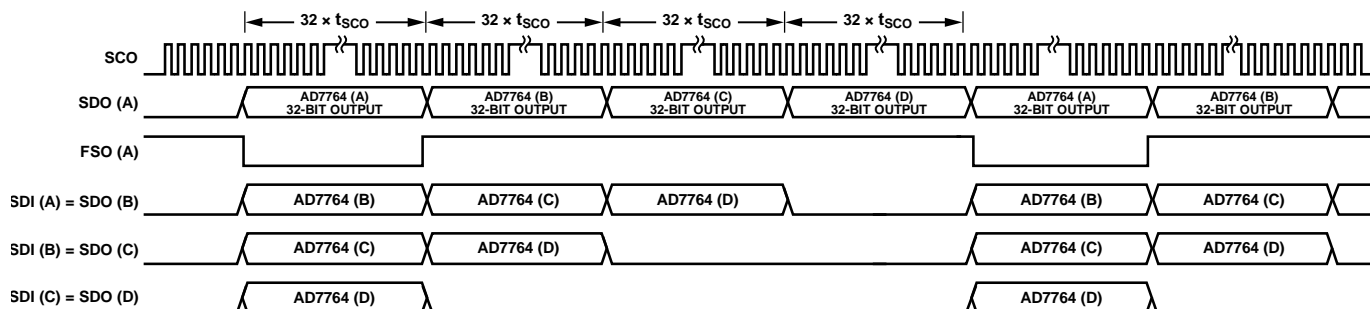 32 × tSCO 32 × tSCO 32 × tSCO 32 × tSCO
SCO
SDO (A)
AD7764 (A)
32-BIT OUTPUT
AD7764 (B)
32-BIT OUTPUT
AD7764 (C)
32-BIT OUTPUT
AD7764 (D)
32-BIT OUTPUT
AD7764 (A)
32-BIT OUTPUT
AD7764 (B)
32-BIT OUTPUT
FSO (A)
SDI (A) = SDO (B) AD7764 (B) AD7764 (C) AD7764 (D) AD7764 (B) AD7764 (C)
SDI (B) = SDO (C) AD7764 (C) AD7764 (D) AD7764 (C) AD7764 (D)
SDI (C) = SDO (D) AD7764 (D) AD7764 (D)